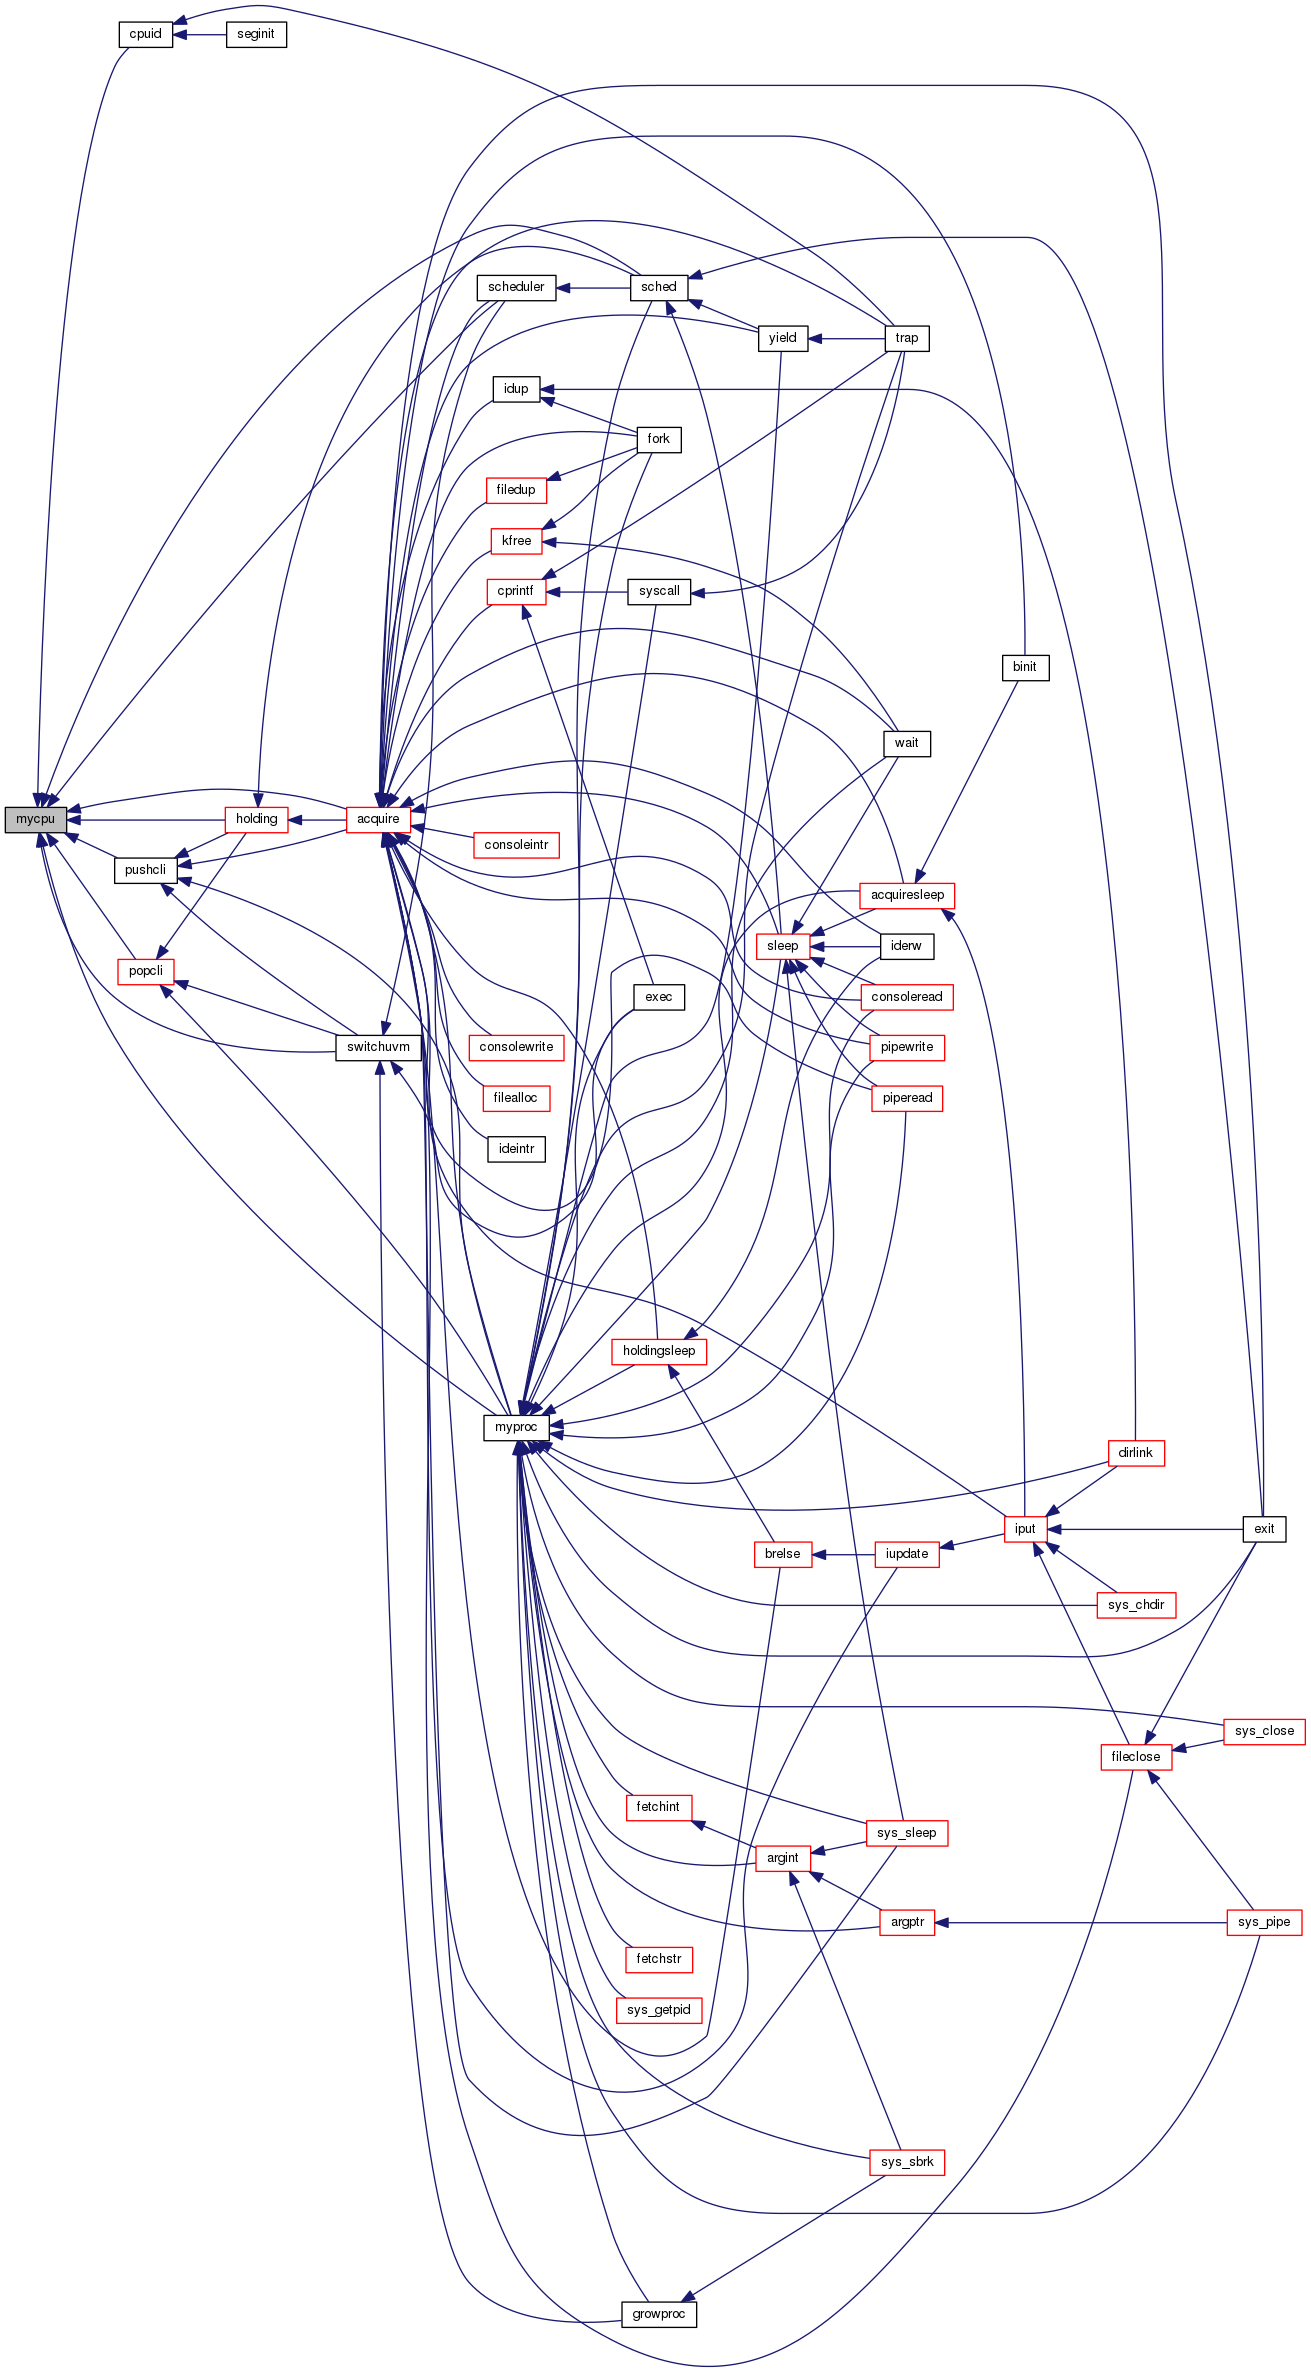 cpuid
seginit
scheduler
sched
yield
trap
idup
fork
filedup
kfree
cprintf
syscall
binit
wait
mycpu
holding
acquire
consoleintr
pushcli
acquiresleep
sleep
iderw
popcli
exec
consoleread
switchuvm
consolewrite
pipewrite
filealloc
piperead
ideintr
holdingsleep
myproc
dirlink
iput
exit
brelse
iupdate
sys_chdir
sys_close
fileclose
fetchint
sys_sleep
argint
argptr
sys_pipe
fetchstr
sys_getpid
sys_sbrk
growproc